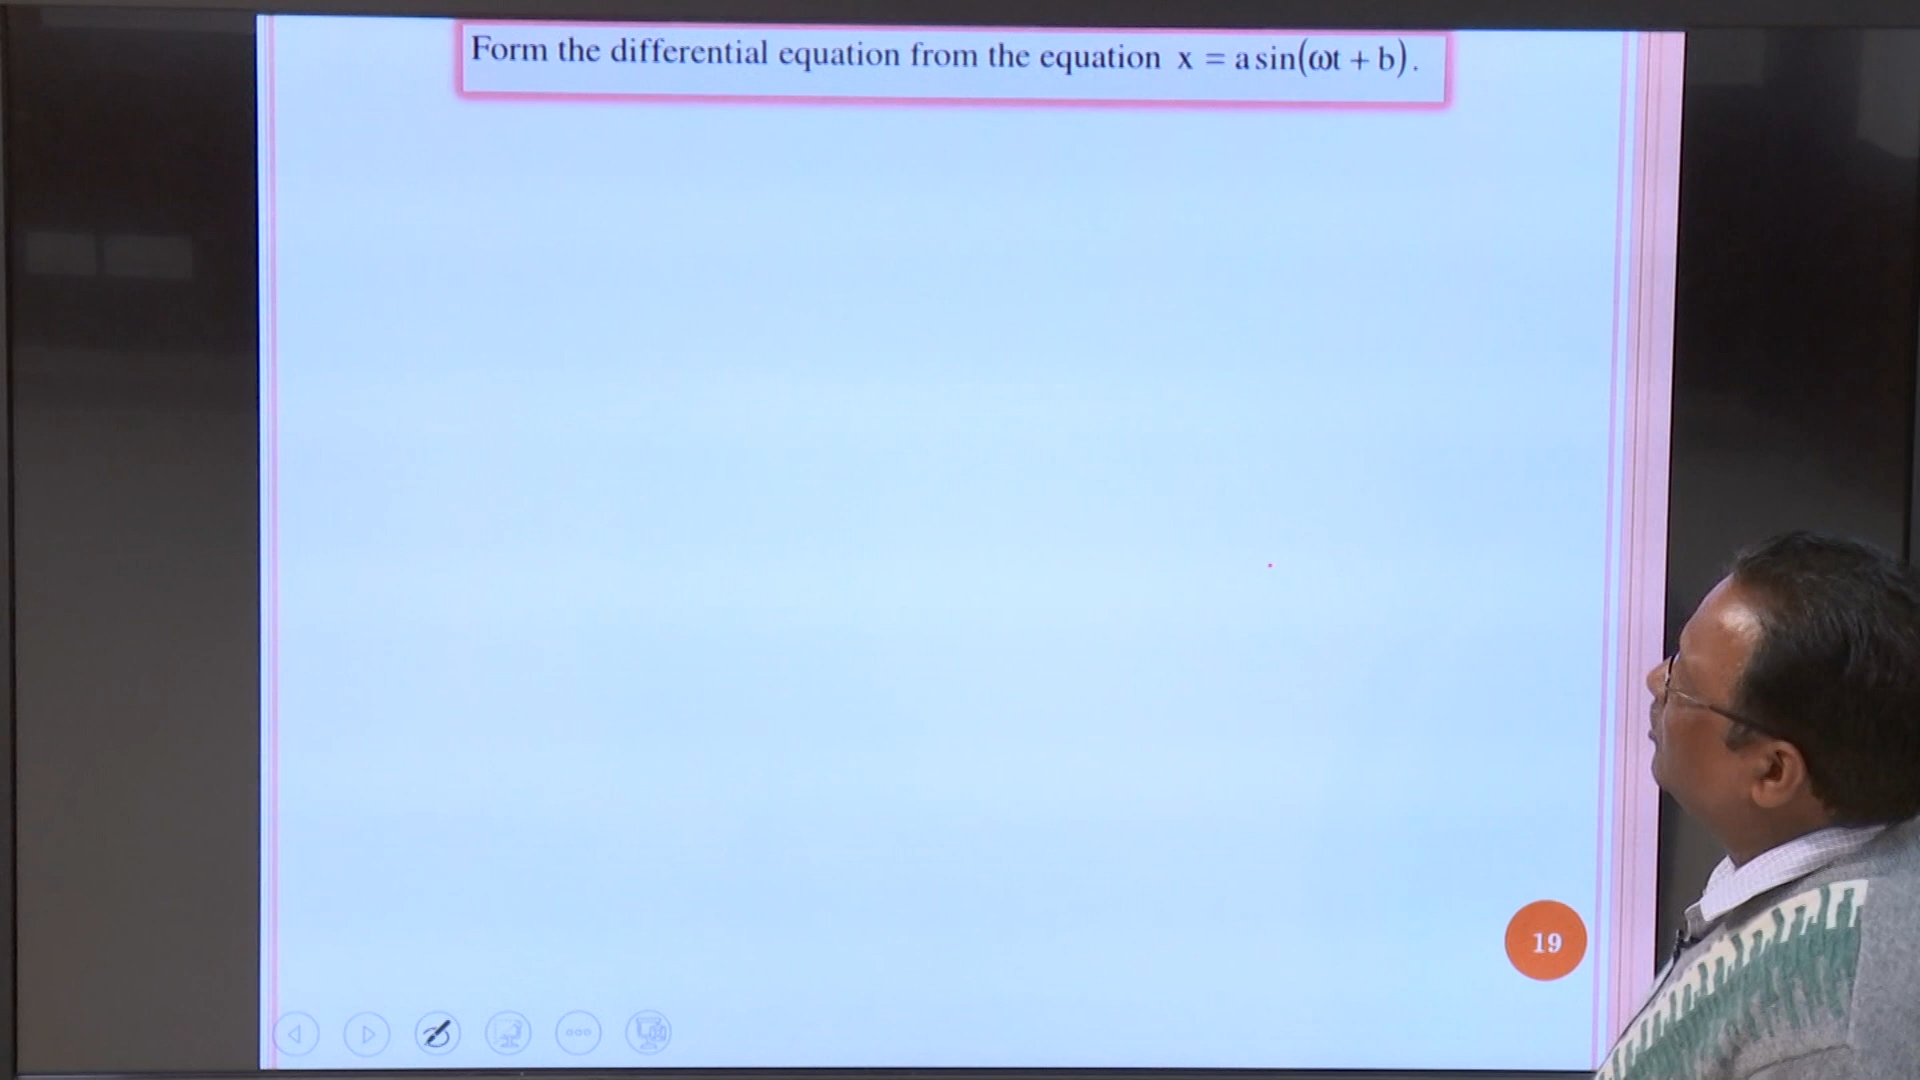 Form the differential equation from the equation x = a sin(ωt + b).
19